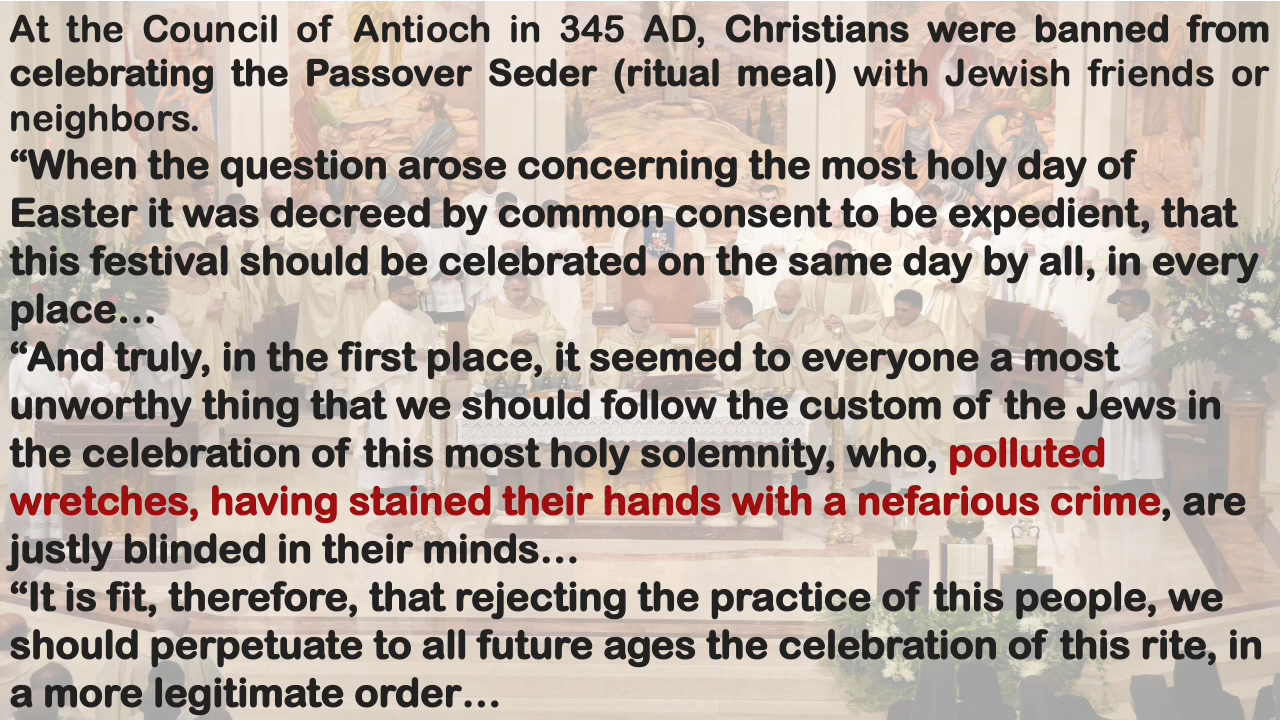 At the Council of Antioch in 345 AD, Christians were banned from
celebrating the Passover Seder (ritual meal) with Jewish friends or
neighbors.
“When the question arose concerning the most holy day of
Easter it was decreed by common consent to be expedient, that
this festival should be celebrated on the same day by all, in every
place…
“And truly, in the first place, it seemed to everyone a most
unworthy thing that we should follow the custom of the Jews in
the celebration of this most holy solemnity, who, polluted
wretches, having stained their hands with a nefarious crime, are
justly blinded in their minds…
“It is fit, therefore, that rejecting the practice of this people, we
should perpetuate to all future ages the celebration of this rite, in
a more legitimate order…